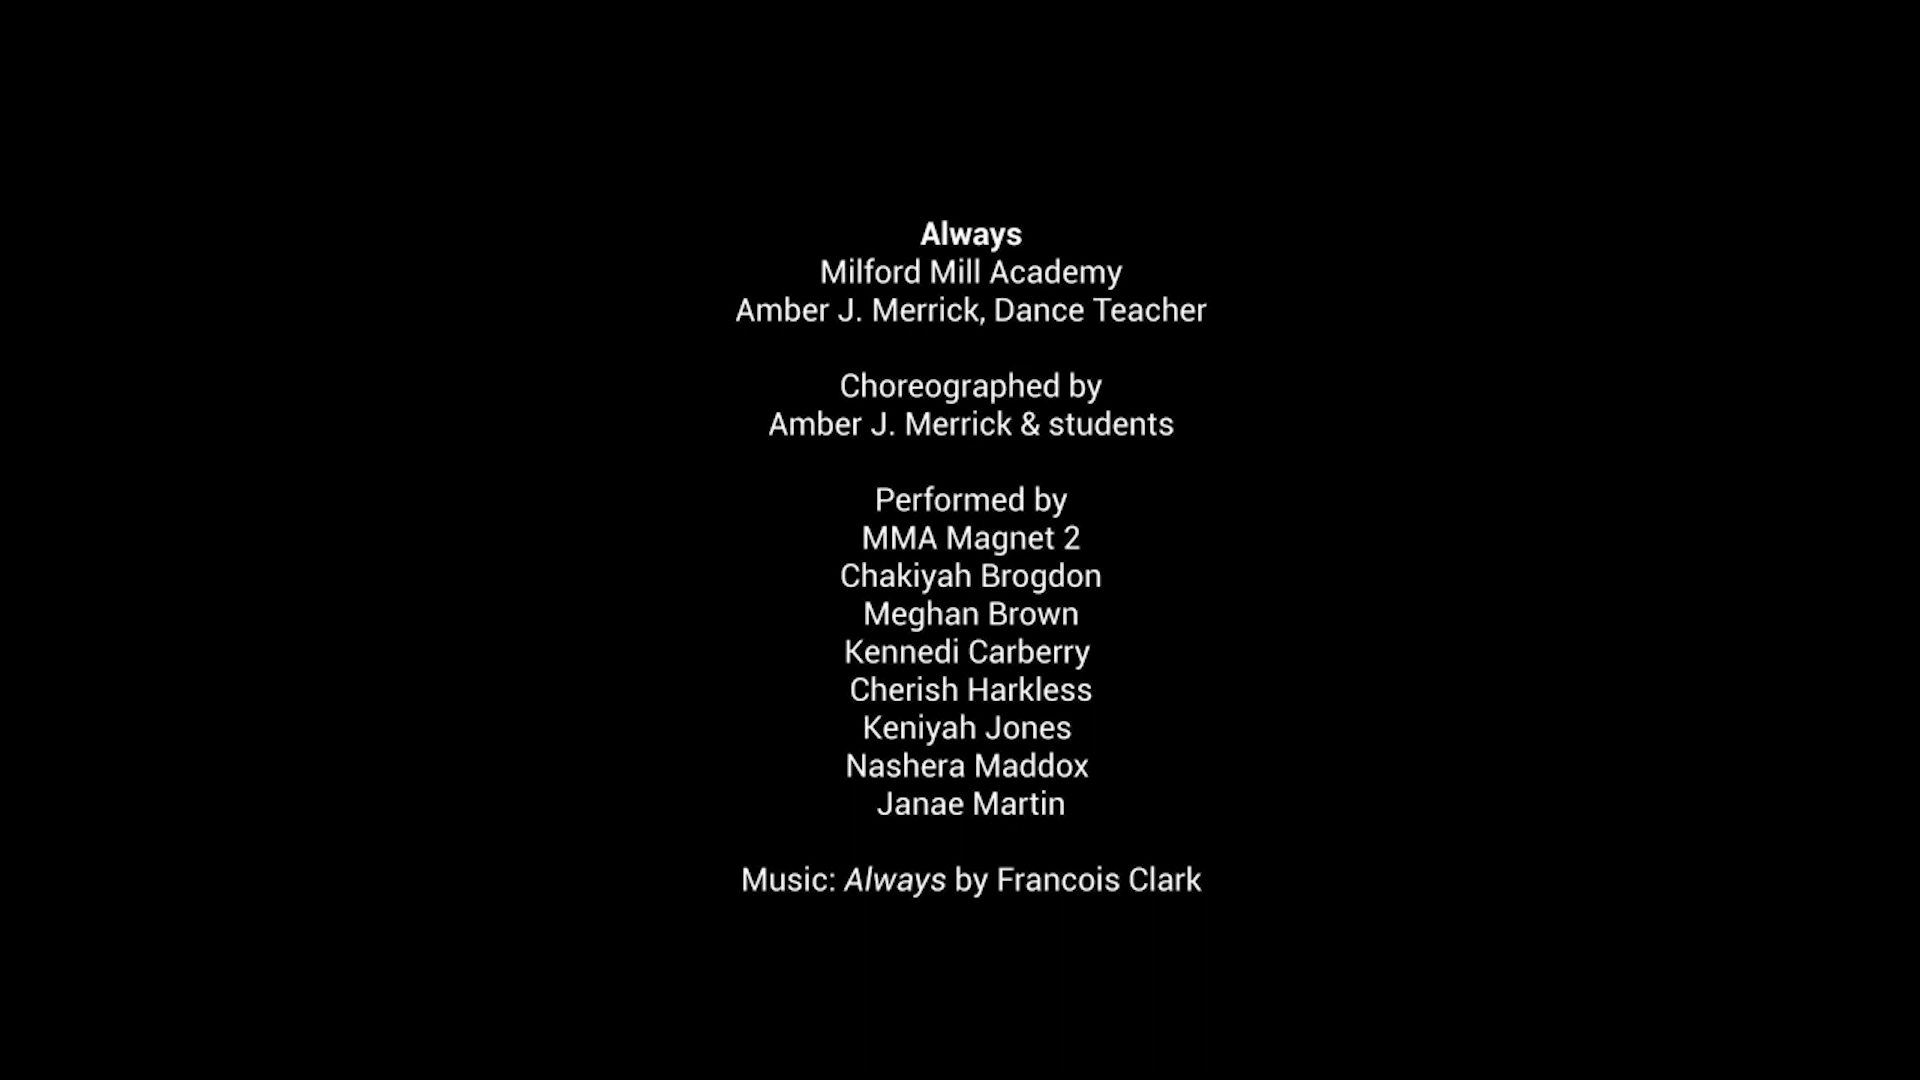 Always
Milford Mill Academy
Amber J. Merrick, Dance Teacher
Choreographed by
Amber J. Merrick & students
Performed by
MMA Magnet 2
Chakiyah Brogdon
Meghan Brown
Kennedi Carberry
Cherish Harkless
Keniyah Jones
Nashera Maddox
Janae Martin
Music: Always by Francois Clark